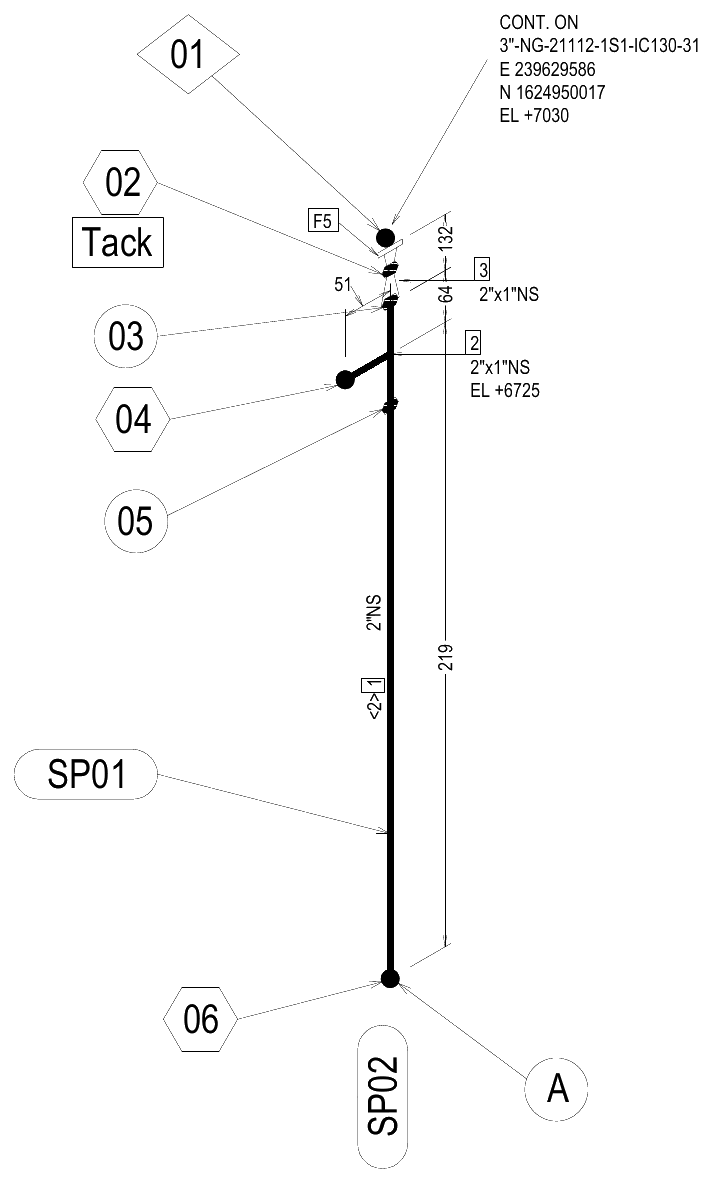 CONT. ON
3"-NG-21112-1S1-IC130-31
E 239629586
N 1624950017
EL +7030
01
02
Tack
F5
132
3
2"x1"NS
64
51
03
2
2"x1"NS
EL +6725
04
05
2"NS
219
<2> 1
SP01
06
SP02
A